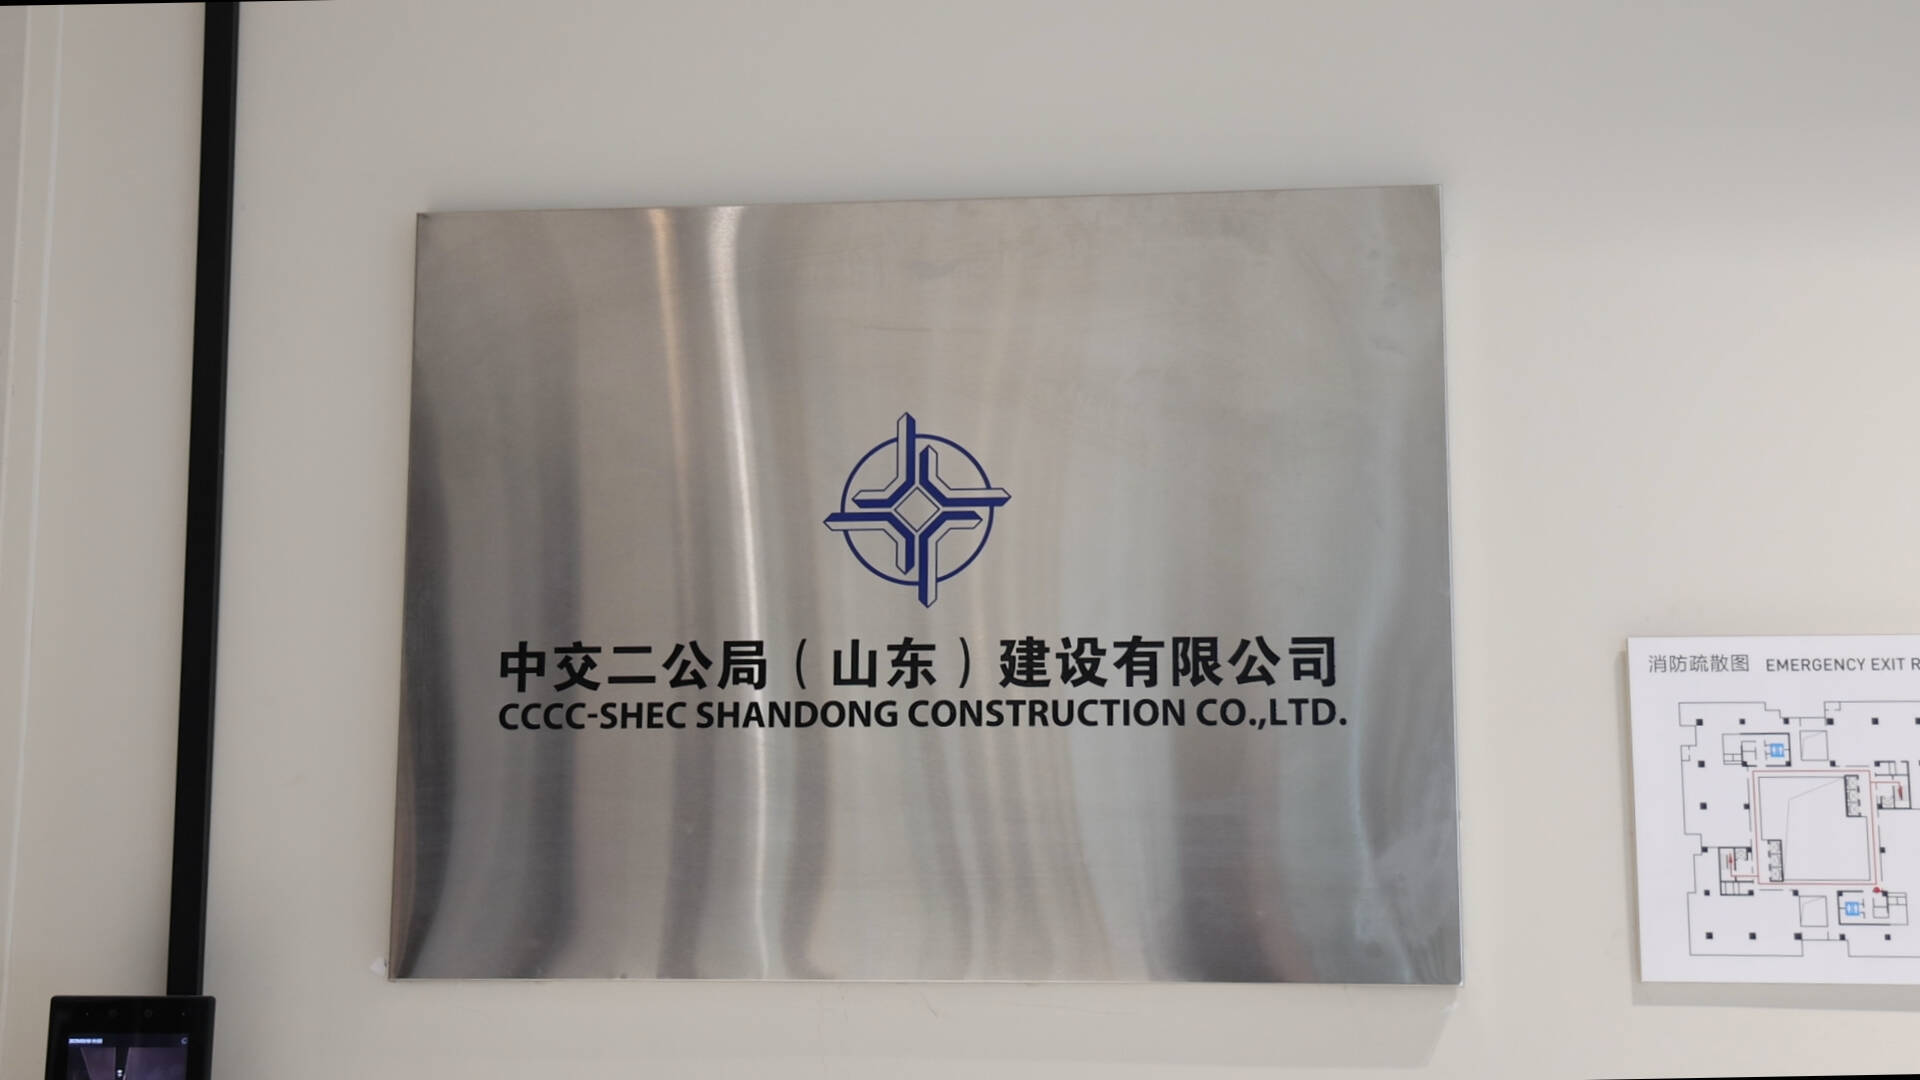 中交二公局（山东）建设有限公司
CCCC-SHEC SHANDONG CONSTRUCTION CO.,LTD.
消防疏散图 EMERGENCY EXIT